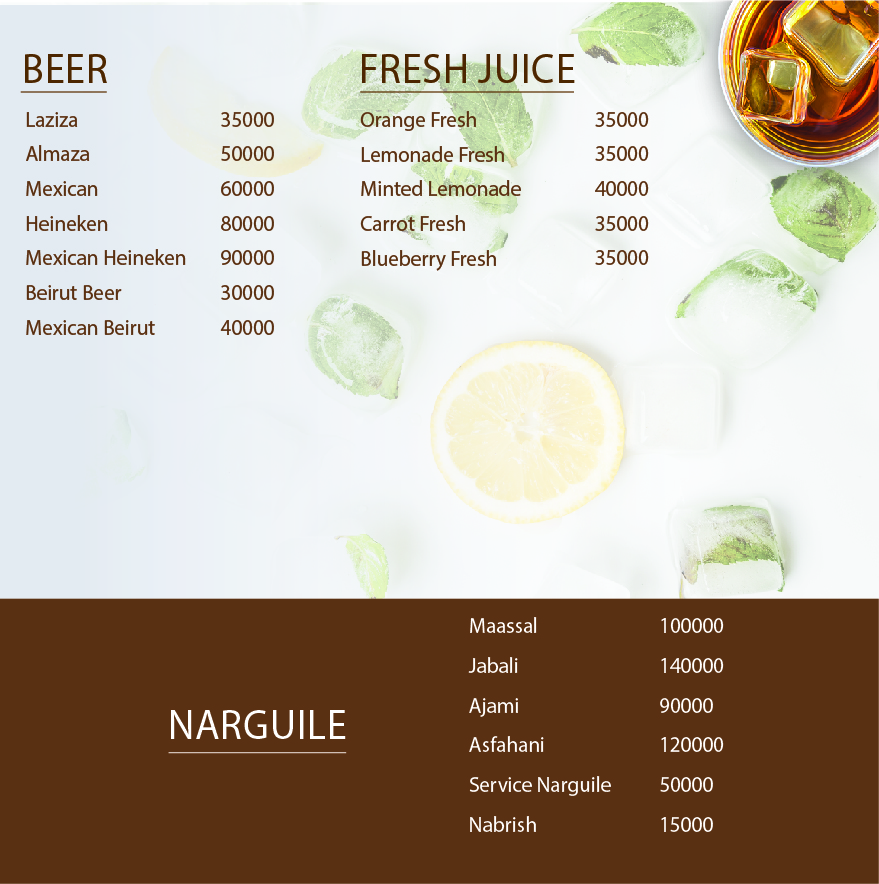 BEER
Laziza 35000
Almaza 50000
Mexican 60000
Heineken 80000
Mexican Heineken 90000
Beirut Beer 30000
Mexican Beirut 40000
FRESH JUICE
Orange Fresh 35000
Lemonade Fresh 35000
Minted Lemonade 40000
Carrot Fresh 35000
Blueberry Fresh 35000
NARGUILE
Maassal 100000
Jabali 140000
Ajami 90000
Asfahani 120000
Service Narguile 50000
Nabrish 15000